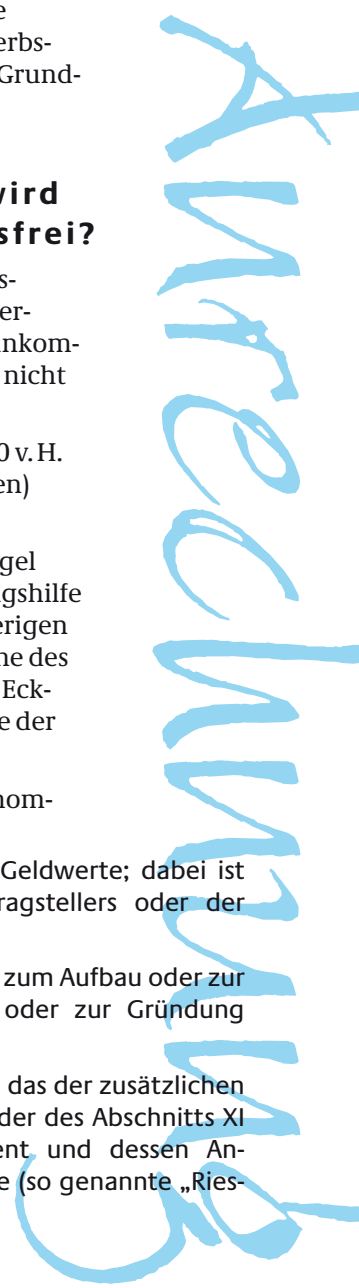 e
erbs-
Grund-
wird
sfrei?
s-
er-
inkom-
nicht
0 v. H.
en)
gel
gshilfe
erigen
ne des
Eck-
e der
nom-
Geldwerte; dabei ist
ragstellers oder der
zum Aufbau oder zur
oder zur Gründung
das der zusätzlichen
der des Abschnitts XI
ent und dessen An-
e (so genannte „Ries-
Anrechnung